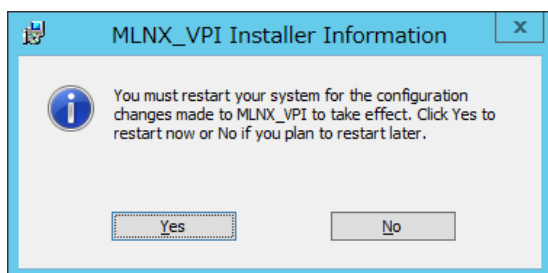 MLNX_VPI Installer Information
x
You must restart your system for the configuration
changes made to MLNX_VPI to take effect. Click Yes to
restart now or No if you plan to restart later.
Yes
No